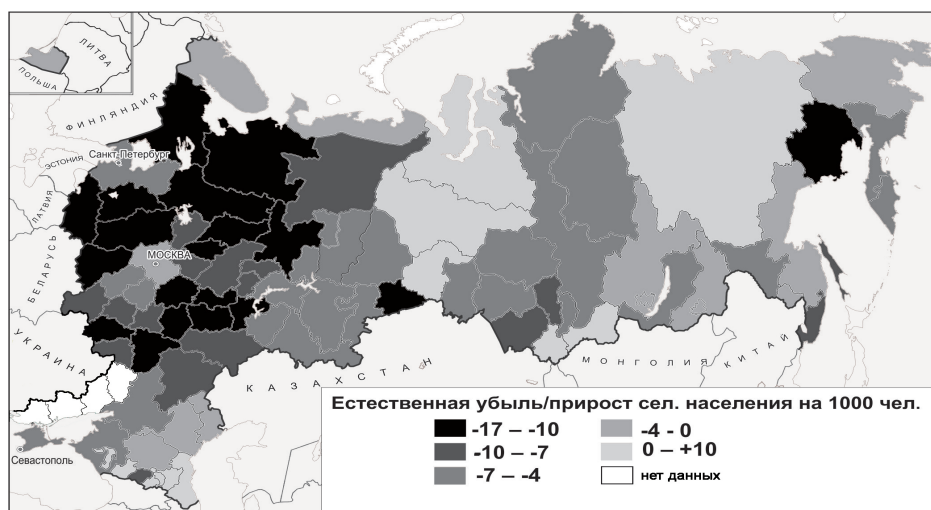 ЛИТВА
ПОЛЬША
ФИНЛЯНДИЯ
Санкт-Петербург
ЭСТОНИЯ
ЛАТВИЯ
БЕЛАРУСЬ
МОСКВА
УКРАИНА
КАЗАХСТАН
МОНГОЛИЯ
КИТАЙ
Севастополь
Естественная убыль/прирост сел. населения на 1000 чел.
-17 – -10
-4 - 0
-10 – -7
0 – +10
-7 – -4
нет данных